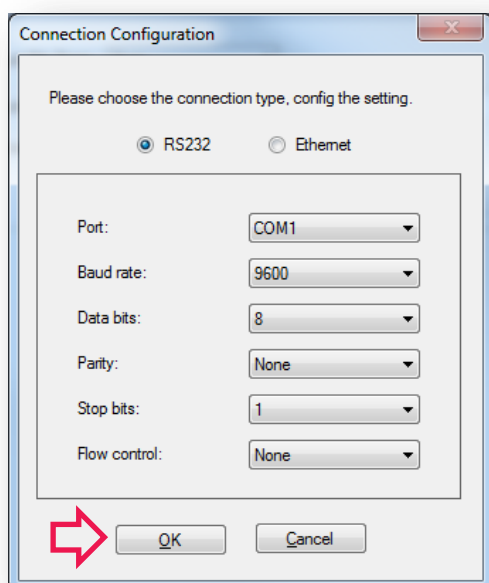 Connection Configuration
Please choose the connection type, config the setting.
RS232 Ethernet
Port: COM1
Baud rate: 9600
Data bits: 8
Parity: None
Stop bits: 1
Flow control: None
OK Cancel